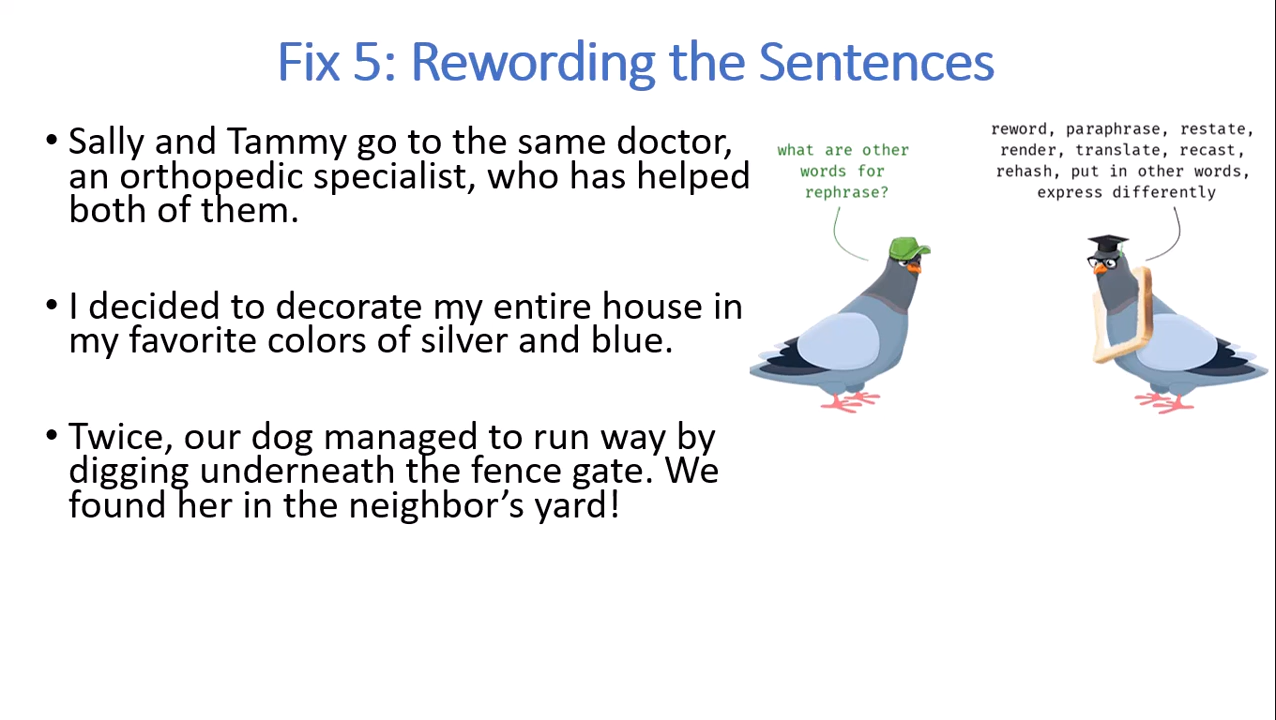 Fix 5: Rewording the Sentences
• Sally and Tammy go to the same doctor,
an orthopedic specialist, who has helped
both of them.
• I decided to decorate my entire house in
my favorite colors of silver and blue.
• Twice, our dog managed to run way by
digging underneath the fence gate. We
found her in the neighbor’s yard!
what are other
words for
rephrase?
reword, paraphrase, restate,
render, translate, recast,
rehash, put in other words,
express differently